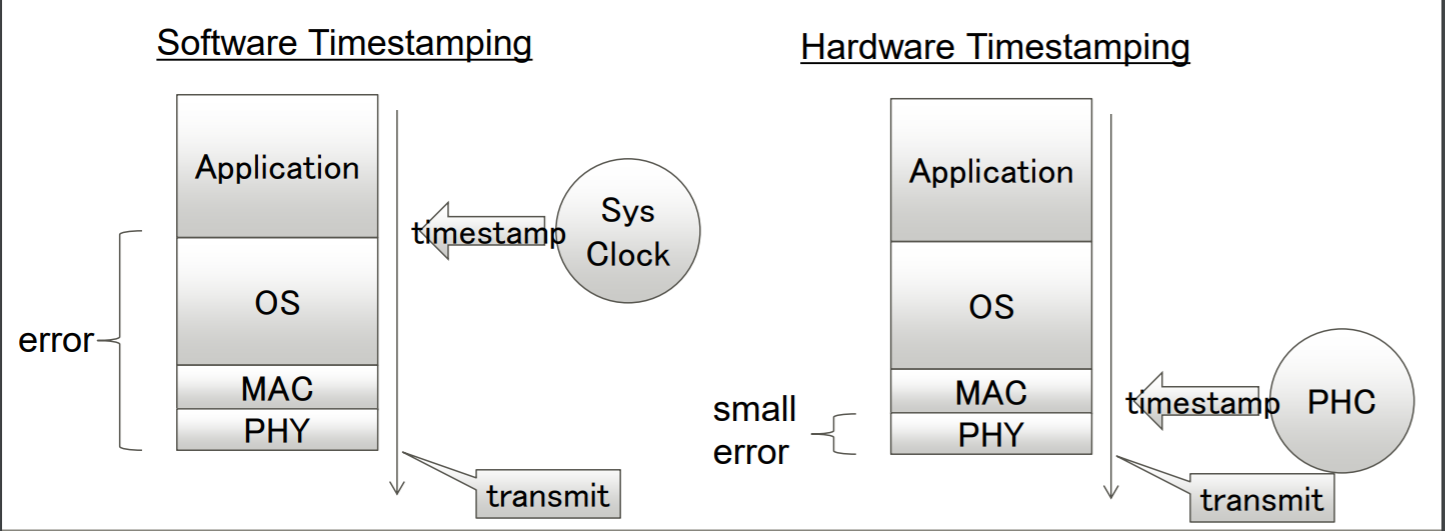 Software Timestamping
Application
OS
MAC
PHY
error
timestamp
Sys
Clock
transmit
Hardware Timestamping
Application
OS
MAC
PHY
small
error
timestamp
PHC
transmit